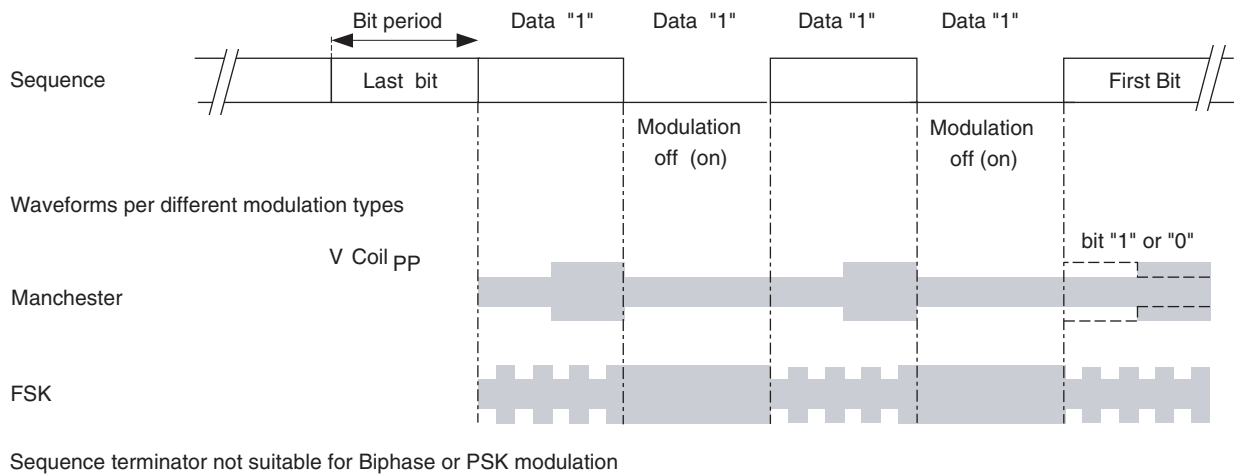 Bit period
Data "1"
Data "1"
Data "1"
Data "1"
Sequence
Last bit
First Bit
Modulation
off (on)
Modulation
off (on)
Waveforms per different modulation types
bit "1" or "0"
V Coil PP
Manchester
FSK
Sequence terminator not suitable for Biphase or PSK modulation